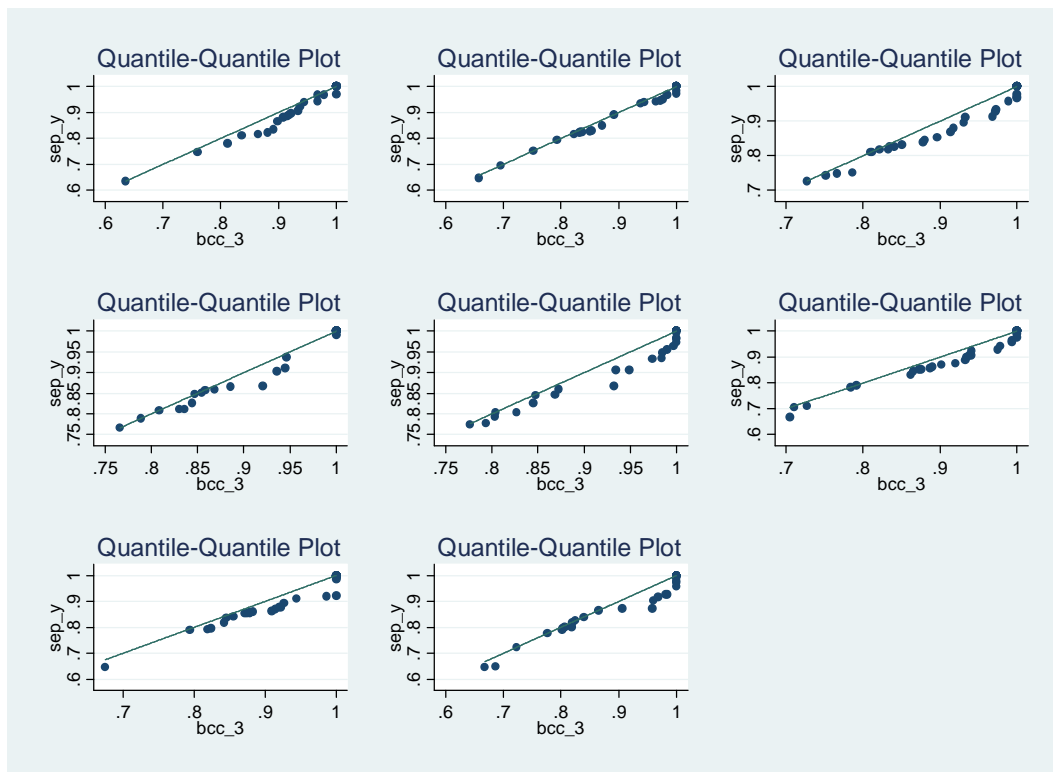 Quantile-Quantile Plot
sep_y
.6 .7 .8 .9 1
.6 .7 .8 .9 1
bcc_3
Quantile-Quantile Plot
sep_y
.6 .7 .8 .9 1
.6 .7 .8 .9 1
bcc_3
Quantile-Quantile Plot
sep_y
.7 .8 .9 1
.7 .8 .9 1
bcc_3
Quantile-Quantile Plot
sep_y
.75 .8 .85 .9 .95 1
.75 .8 .85 .9 .95 1
bcc_3
Quantile-Quantile Plot
sep_y
.75 .8 .85 .9 .95 1
.75 .8 .85 .9 .95 1
bcc_3
Quantile-Quantile Plot
sep_y
.6 .7 .8 .9 1
.7 .8 .9 1
bcc_3
Quantile-Quantile Plot
sep_y
.6 .7 .8 .9 1
.7 .8 .9 1
bcc_3
Quantile-Quantile Plot
sep_y
.6 .7 .8 .9 1
.6 .7 .8 .9 1
bcc_3